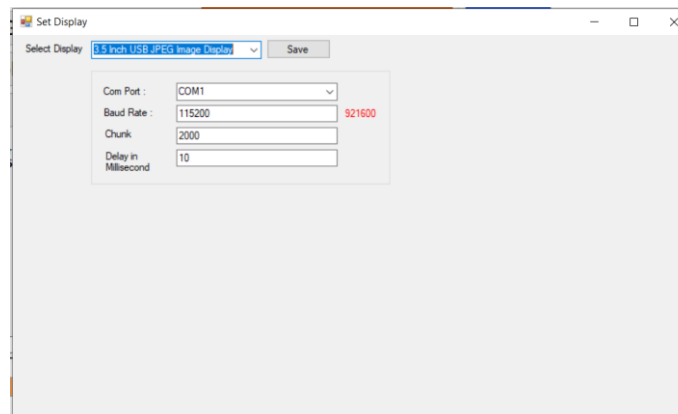 Set Display
Select Display 3.5 Inch USB JPEG Image Display Save
Com Port : COM1
Baud Rate : 115200 921600
Chunk 2000
Delay in 10
Millisecond